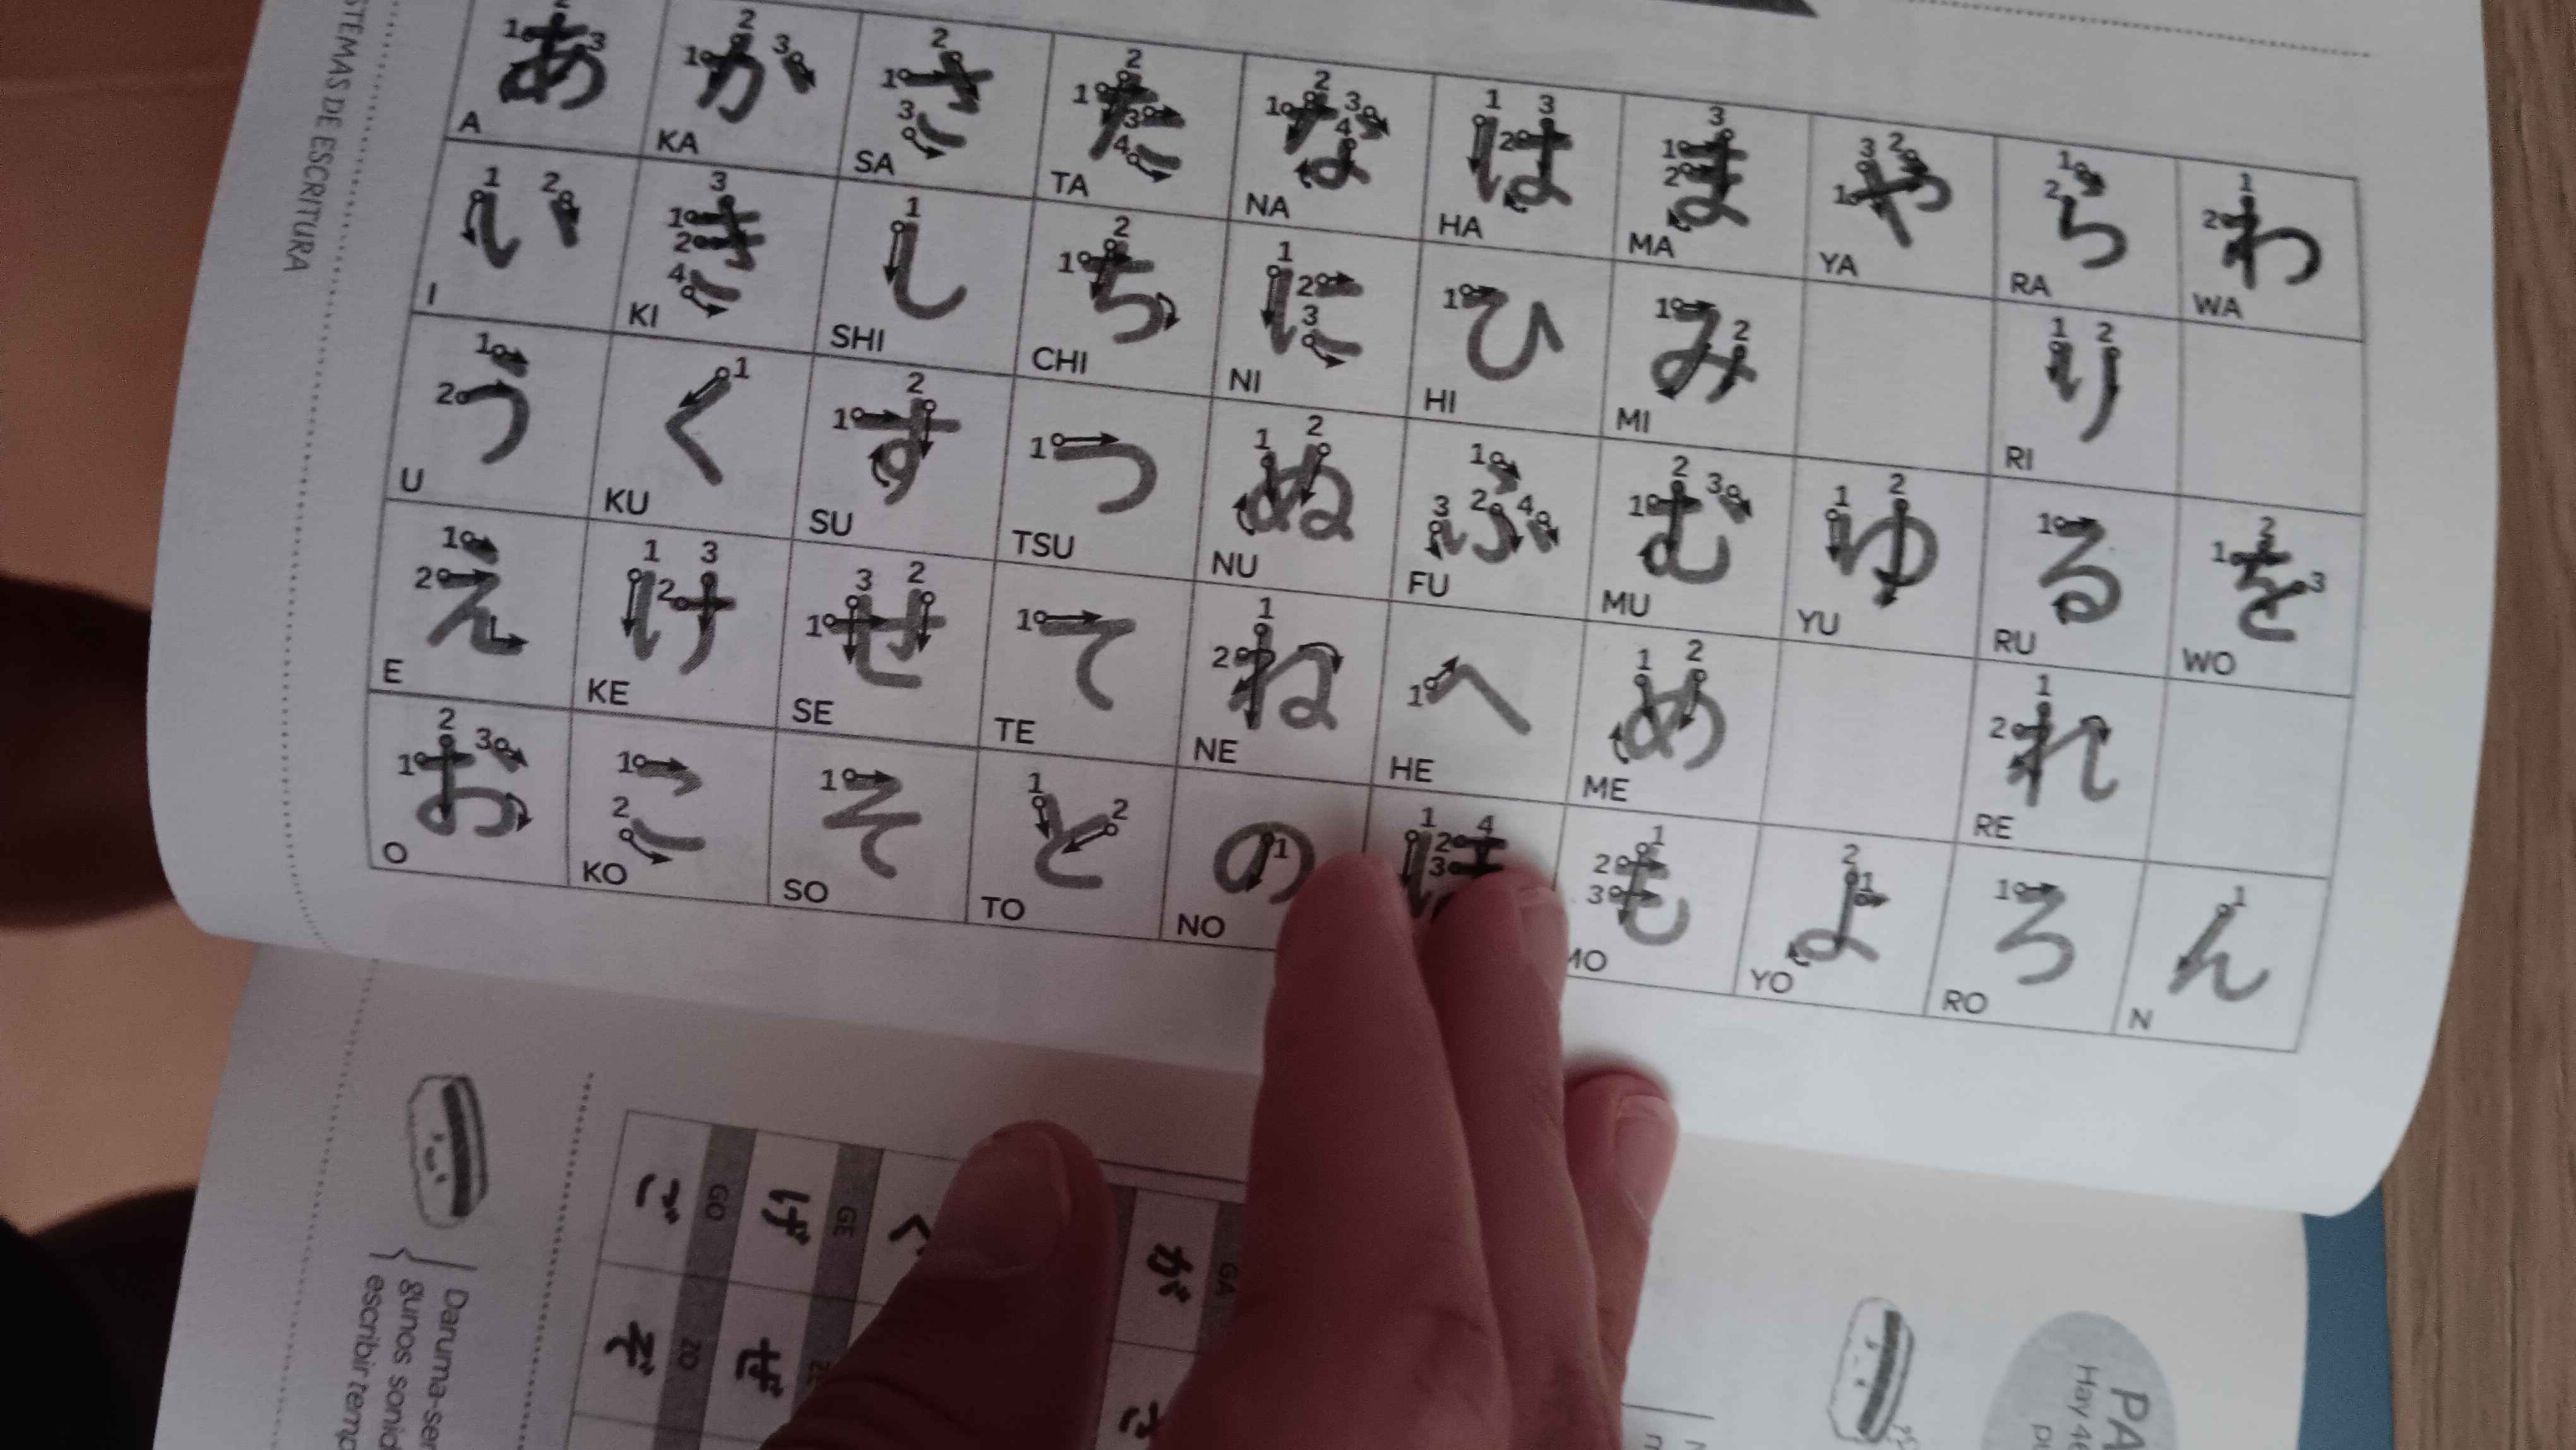 STEMAS DE ESCRITURA
あ か さ た な は ま や ら わ
A KA SA TA NA HA MA YA RA WA
い き し ち に ひ み り
I KI SHI CHI NI HI MI RI
う く す つ ぬ ふ む ゆ る を
U KU SU TSU NU FU MU YU RU WO
え け せ て ね へ め れ
E KE SE TE NE HE ME RE
お こ そ と の ほ も よ ろ ん
O KO SO TO NO MO YO RO N
GO GE GA
ご げ が
ZO
ぞ ぜ
Daruma-ser
gunos sonid
escribir temp
PA
Hay 46